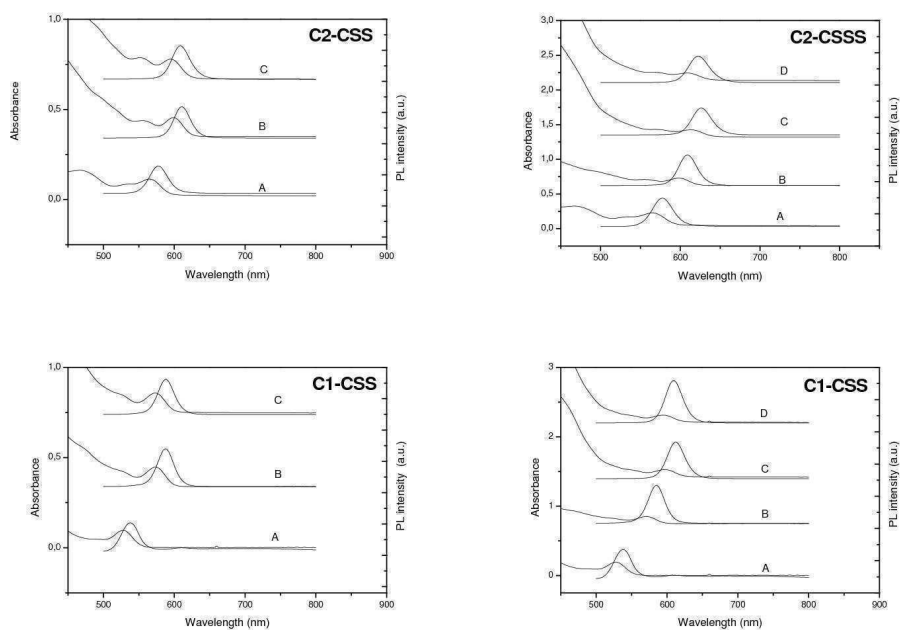 C2-CSS
1,0
0,5
0,0
C
B
A
Absorbance
PL intensity (a.u.)
500 600 700 800 900
Wavelength (nm)
C2-CSSS
3,0
2,5
2,0
1,5
1,0
0,5
0,0
D
C
B
A
Absorbance
PL intensity (a.u.)
500 600 700 800
Wavelength (nm)
C1-CSS
1,0
0,5
0,0
C
B
A
Absorbance
PL intensity (a.u.)
500 600 700 800 900
Wavelength (nm)
C1-CSS
3
2
1
0
D
C
B
A
Absorbance
PL intensity (a.u.)
500 600 700 800 900
Wavelength (nm)